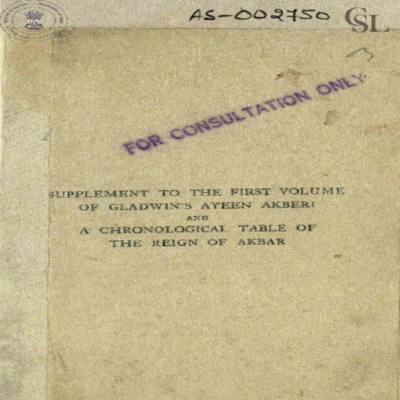 AS-002750
CSL
FOR CONSULTATION ONLY.
SUPPLEMENT TO THE FIRST VOLUME
OF GLADWIN'S AYEEN AKBERI
AND
A CHRONOLOGICAL TABLE OF
THE REIGN OF AKBAR